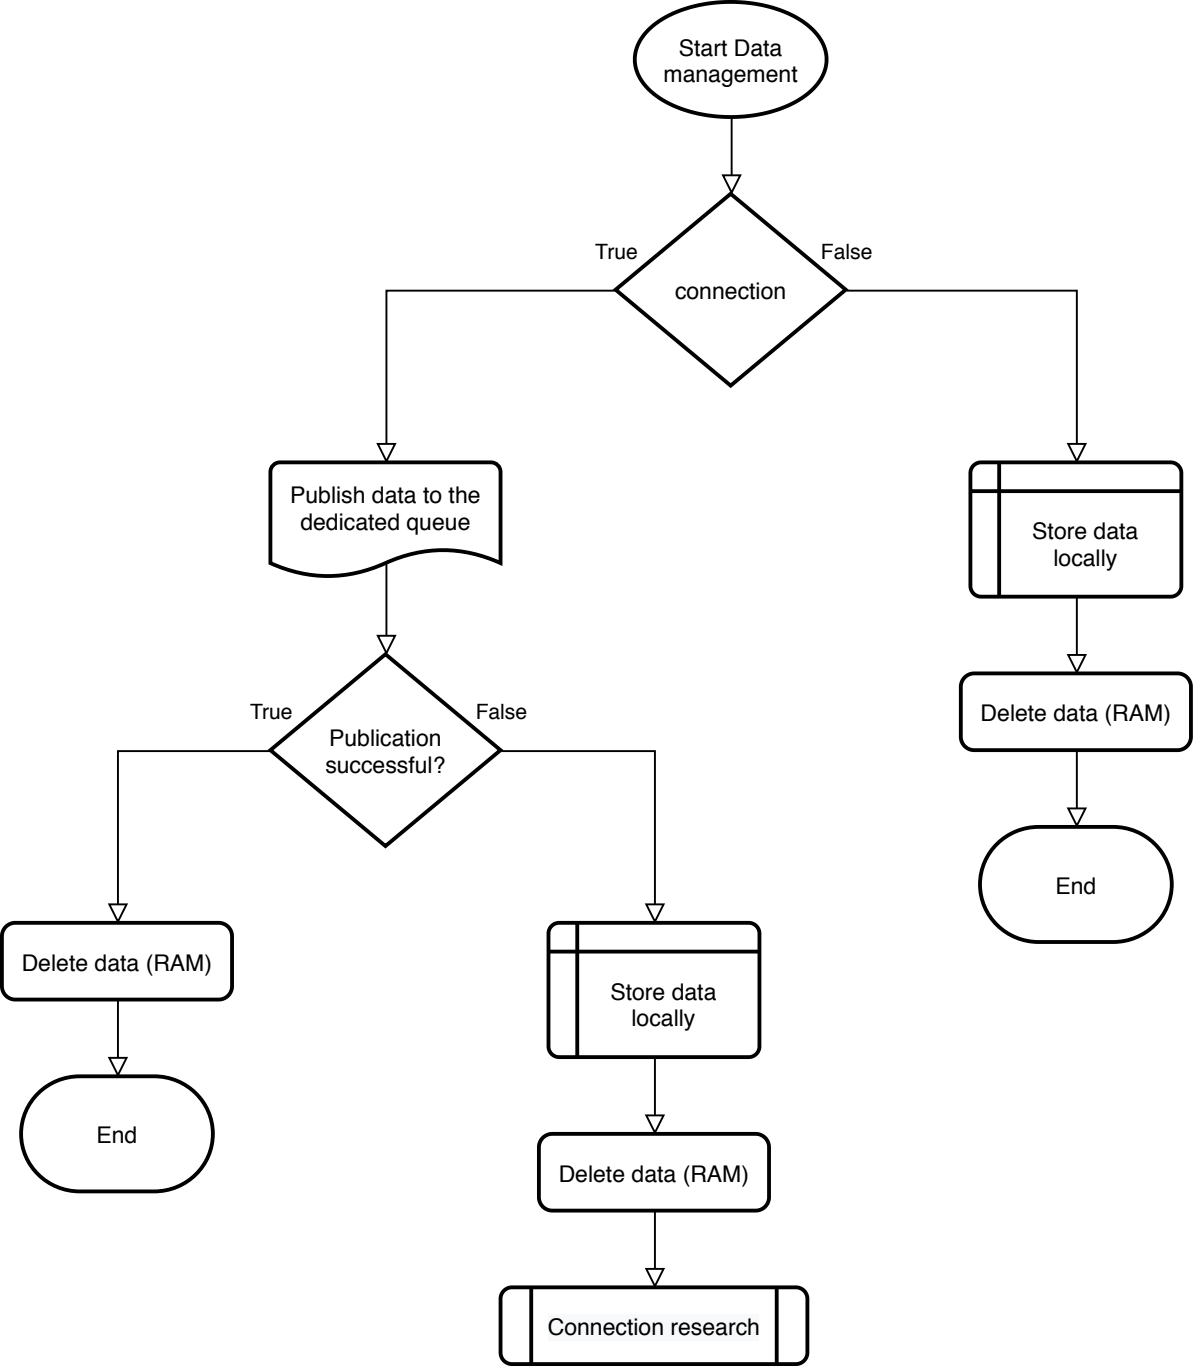 Start Data
management
True
False
connection
Publish data to the
dedicated queue
Store data
locally
Delete data (RAM)
End
True
False
Publication
successful?
Delete data (RAM)
End
Store data
locally
Delete data (RAM)
Connection research